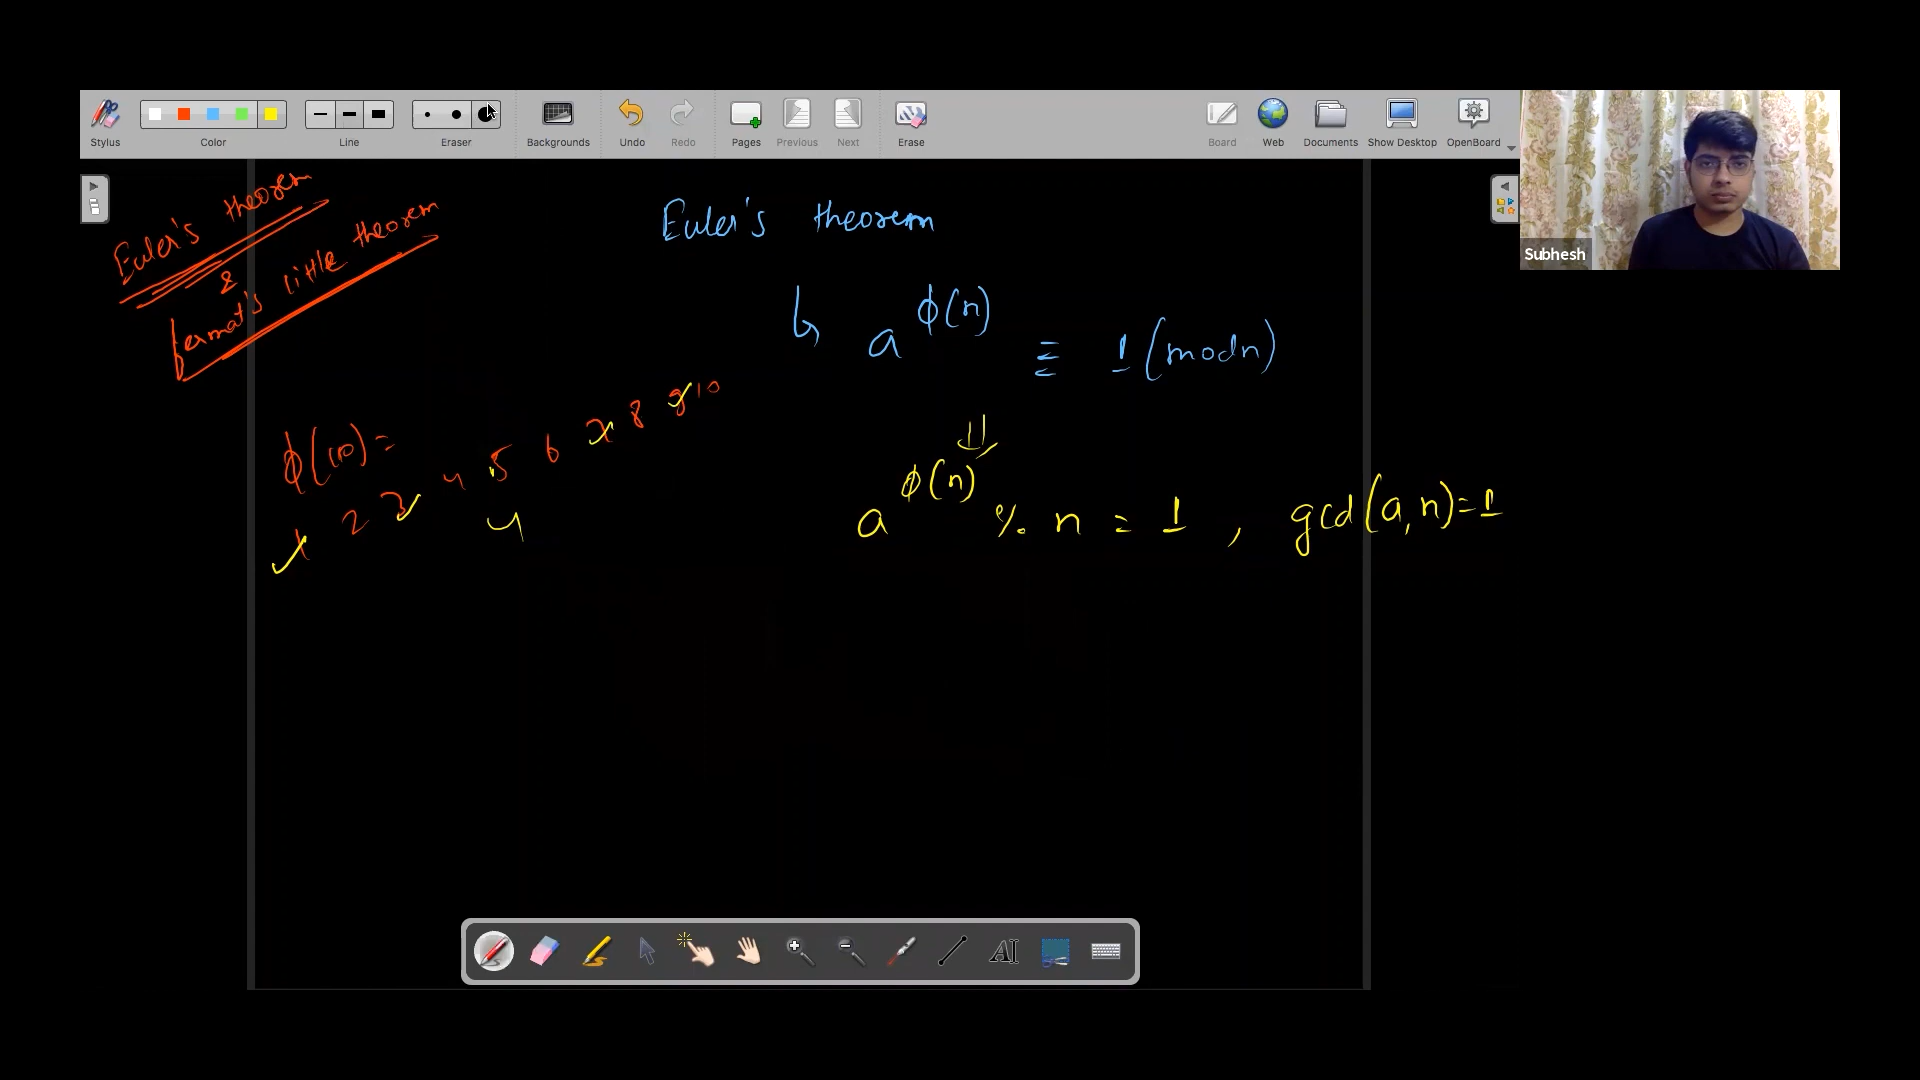 Stylus Color Line Eraser Backgrounds Undo Redo Pages Previous Next Erase Board Web Documents Show Desktop OpenBoard
Subhesh
Euler's theorem
&
fermat's little theorem
Euler's theorem
↳ a^ϕ(n) ≡ 1 (mod n)
⇓
a^ϕ(n) % n = 1 , gcd(a,n)=1
ϕ(10)=
1 2 3 4 5 6 7 8 9 10
4
AI